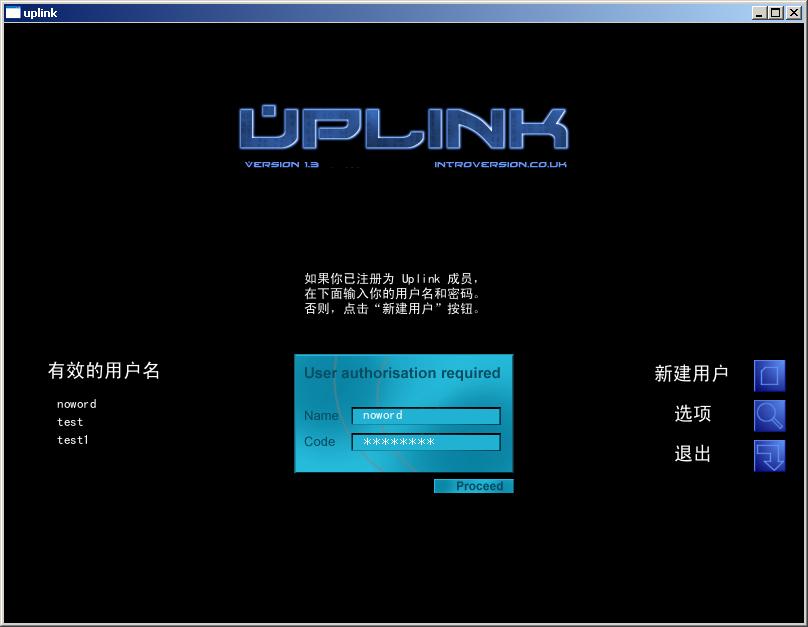 uplink
UPLINK
VERSION 1.3
INTROVERSION.CO.UK
如果你已注册为 Uplink 成员，
在下面输入你的用户名和密码。
否则，点击“新建用户”按钮。
有效的用户名
noword
test
test1
User authorisation required
Name noword
Code ********
Proceed
新建用户
选项
退出